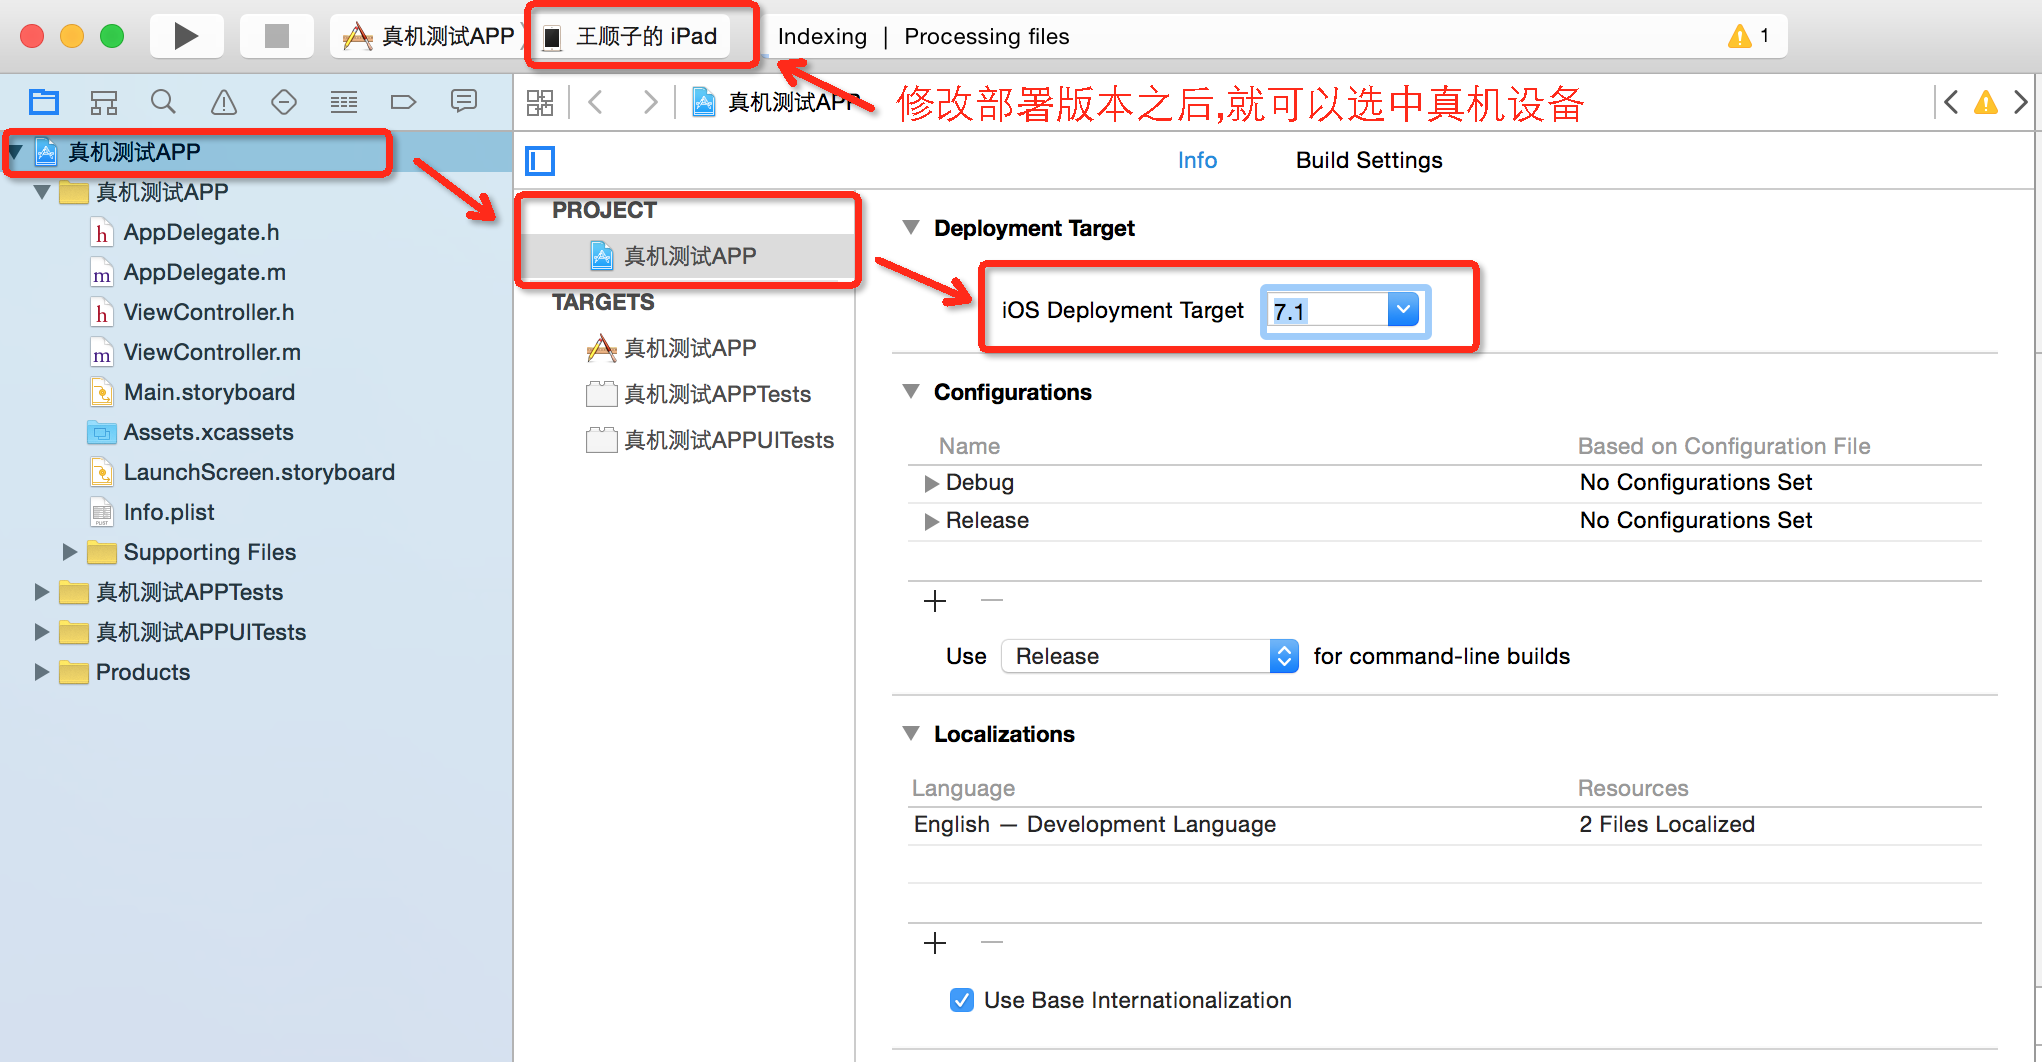 真机测试APP
王顺子的 iPad
Indexing | Processing files
1
真机测试APP
修改部署版本之后,就可以选中真机设备
真机测试APP
真机测试APP
AppDelegate.h
AppDelegate.m
ViewController.h
ViewController.m
Main.storyboard
Assets.xcassets
LaunchScreen.storyboard
Info.plist
Supporting Files
真机测试APPTests
真机测试APPUITests
Products
PROJECT
真机测试APP
TARGETS
真机测试APP
真机测试APPTests
真机测试APPUITests
Info Build Settings
Deployment Target
iOS Deployment Target 7.1
Configurations
Name Based on Configuration File
Debug No Configurations Set
Release No Configurations Set
Use Release for command-line builds
Localizations
Language Resources
English — Development Language 2 Files Localized
Use Base Internationalization